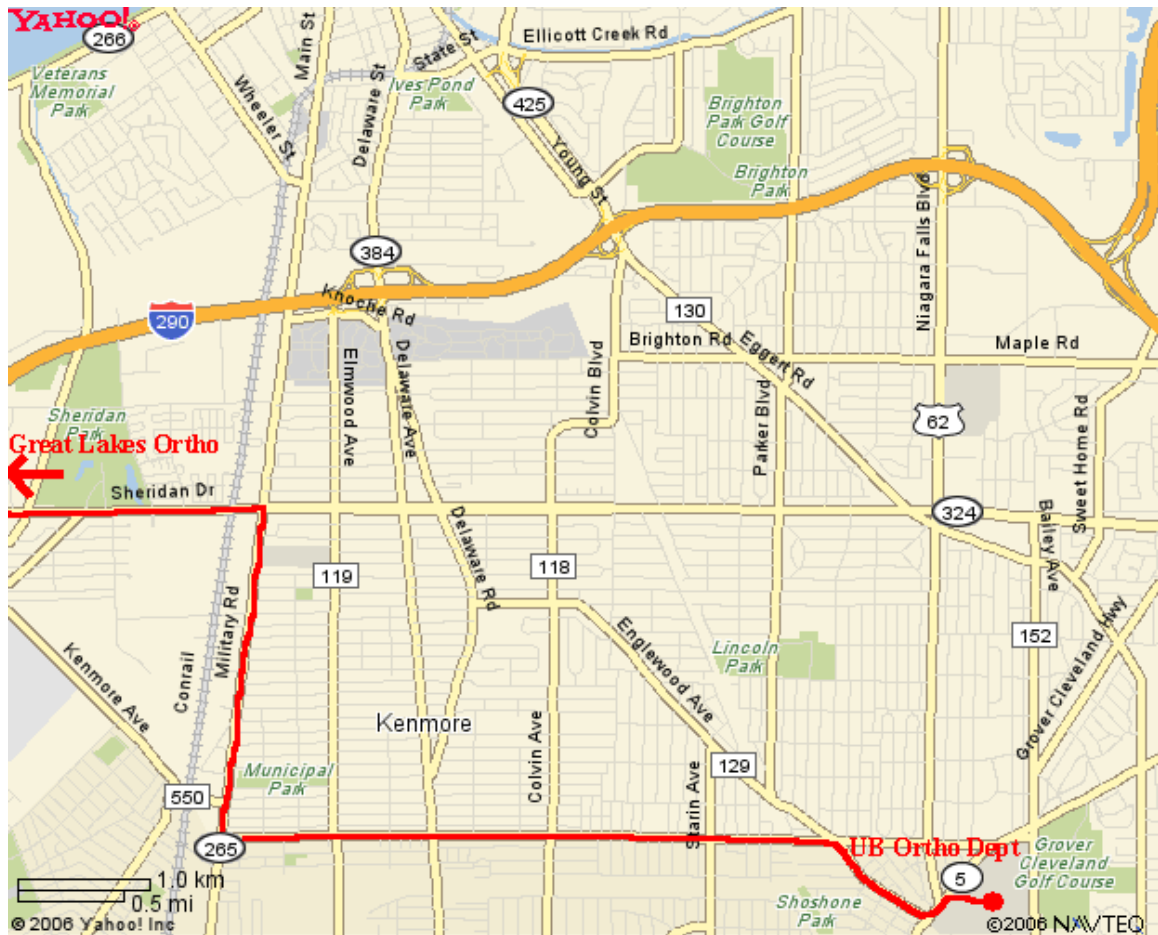 YAHOO!
266
Main St
Ellicott Creek Rd
State St
Veterans
Memorial
Park
Wheeler St
Delaware St
Ives Pond
Park
425
Brighton
Park Golf
Course
Young St
Brighton
Park
Niagara Falls Blvd
384
Knoche Rd
290
130
Brighton Rd
Eggert Rd
Maple Rd
Elmwood Ave
Delaware Ave
Colvin Blvd
Parker Blvd
62
Sweet Home Rd
Sheridan
Park
Great Lakes Ortho
Sheridan Dr
324
Bailey Ave
Delaware Rd
119
118
Military Rd
Conrail
Kenmore Ave
Englewood Ave
Lincoln
Park
152
Grover Cleveland Hwy
Kenmore
Colvin Ave
Starin Ave
129
Municipal
Park
550
265
UB Ortho Dept
Grover
Cleveland
Golf Course
5
Shoshone
Park
1.0 km
0.5 mi
© 2006 Yahoo! Inc
©2006 NAVTEQ